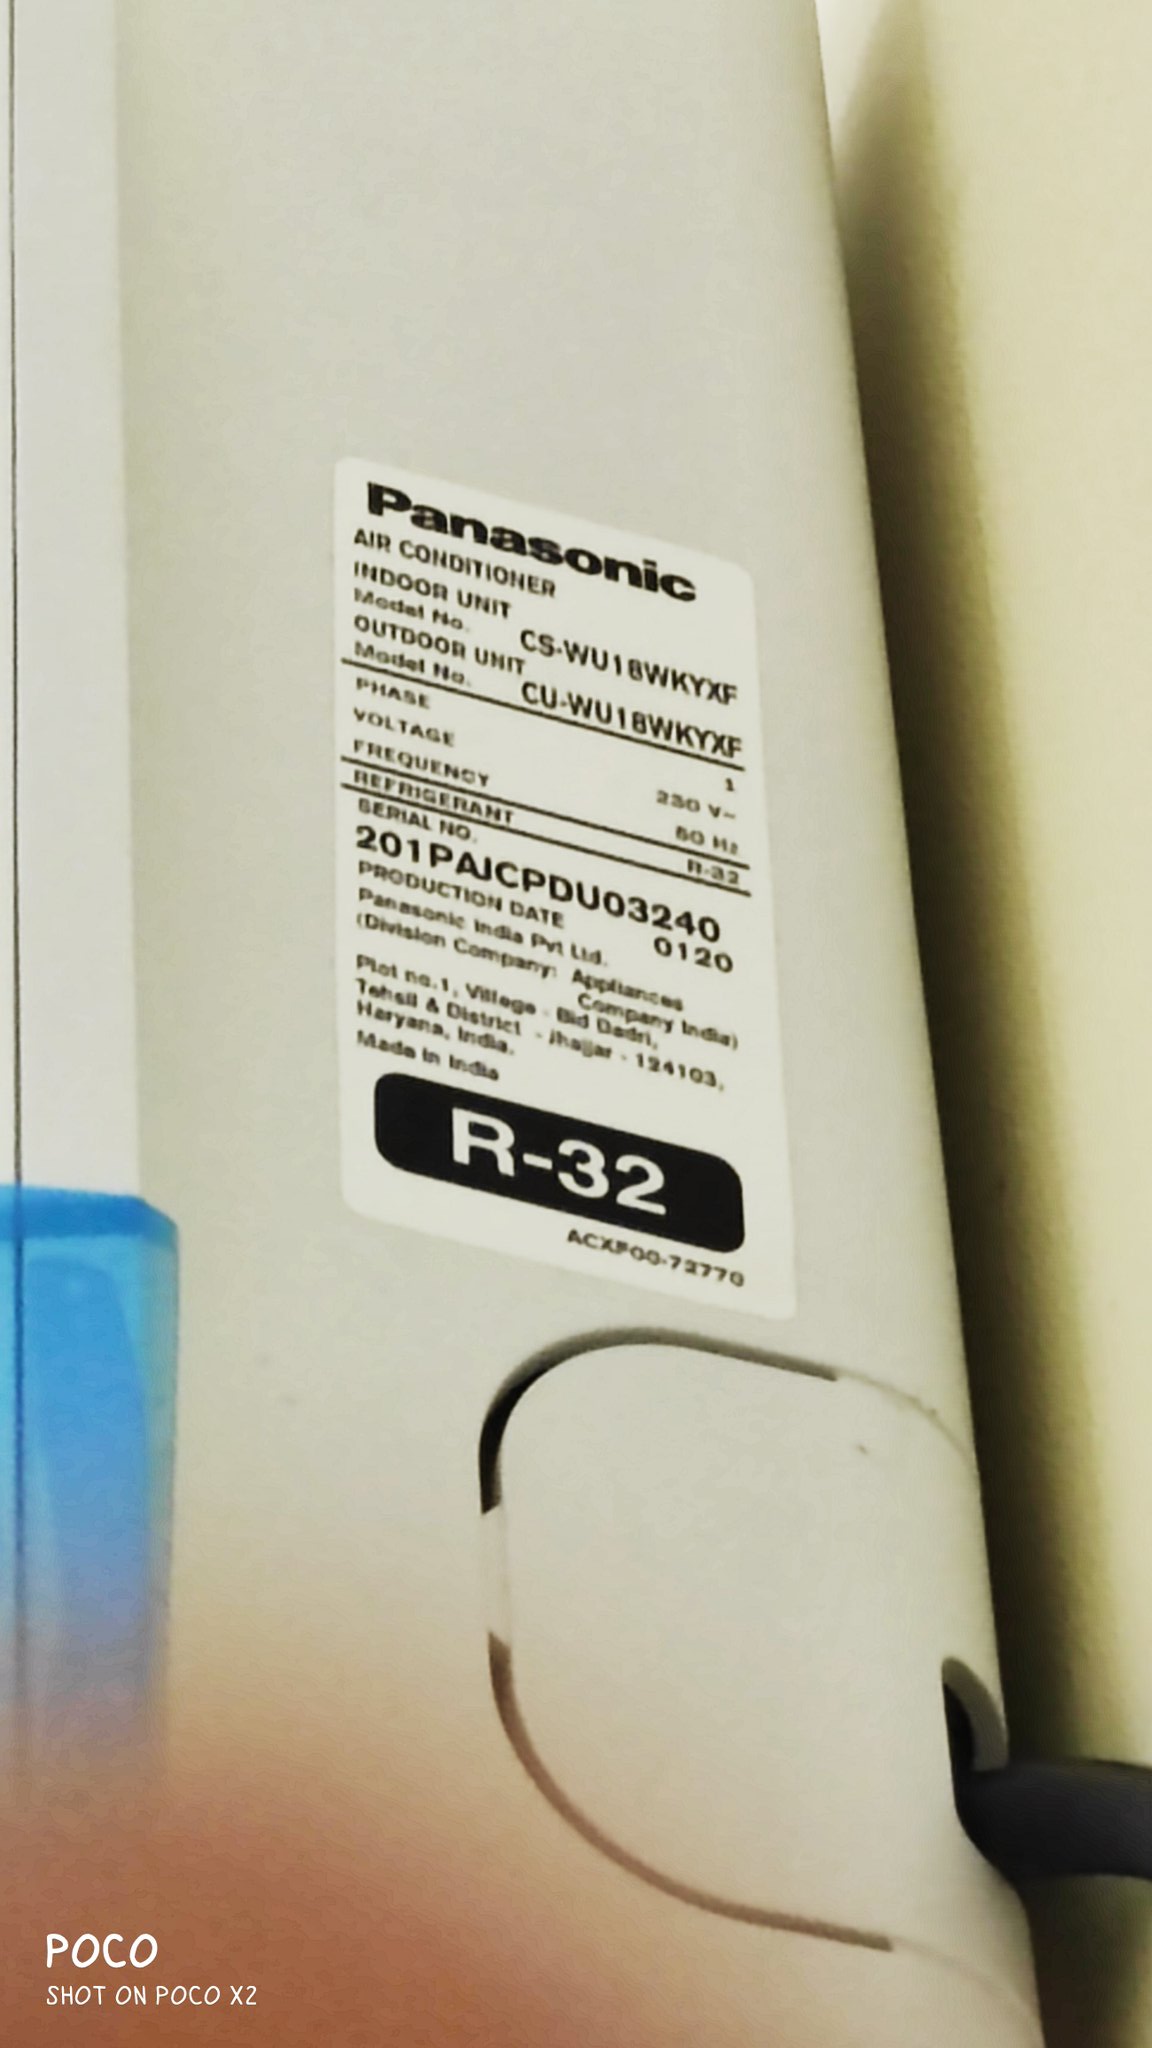 Panasonic
AIR CONDITIONER
INDOOR UNIT
Model No. CS-WU18WKYXF
OUTDOOR UNIT
Model No. CU-WU18WKYXF
PHASE 1
VOLTAGE 230 V~
FREQUENCY 50 Hz
REFRIGERANT R-32
SERIAL NO.
201PAJCPDU03240
PRODUCTION DATE 0120
Panasonic India Pvt Ltd.
(Division Company: Appliances
Company India)
Plot no.1, Village - Bid Dadri,
Tehsil & District - Jhajjar - 124103,
Haryana, India.
Made in India
R-32
ACXF00-72770
POCO
SHOT ON POCO X2